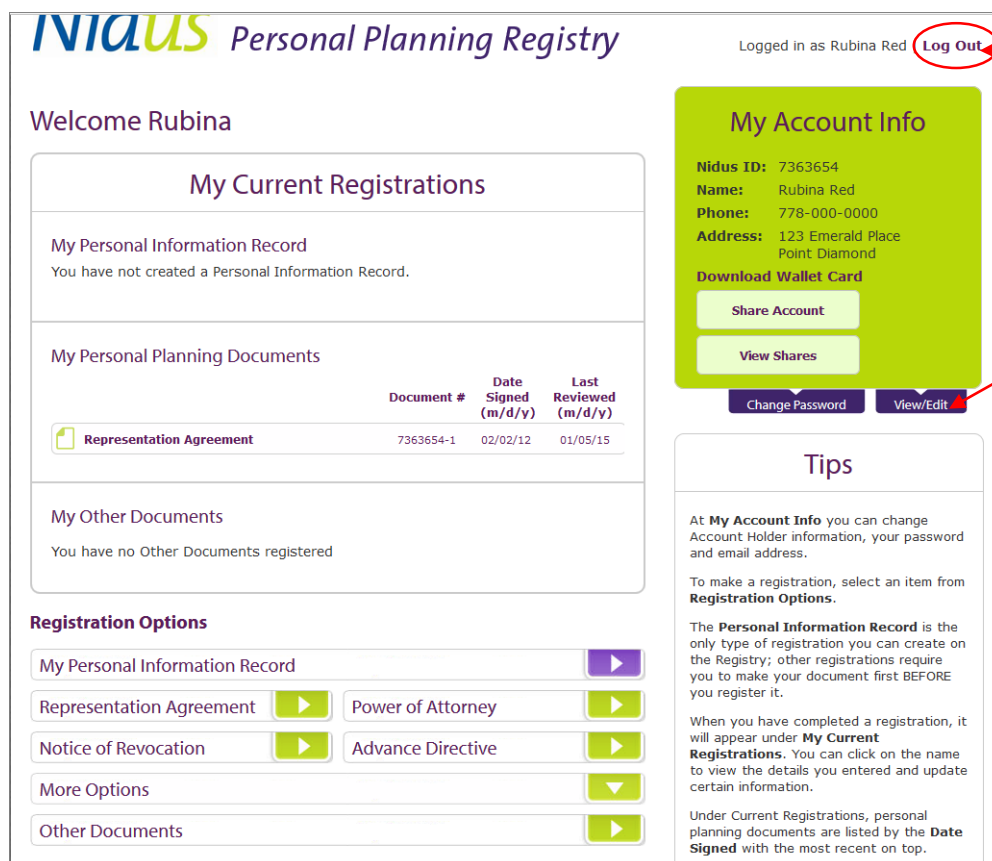 Nidus Personal Planning Registry
Logged in as Rubina Red Log Out
Welcome Rubina
My Current Registrations
My Personal Information Record
You have not created a Personal Information Record.
My Personal Planning Documents
Document # Date Signed (m/d/y) Last Reviewed (m/d/y)
Representation Agreement 7363654-1 02/02/12 01/05/15
My Other Documents
You have no Other Documents registered
Registration Options
My Personal Information Record
Representation Agreement
Power of Attorney
Notice of Revocation
Advance Directive
More Options
Other Documents
My Account Info
Nidus ID: 7363654
Name: Rubina Red
Phone: 778-000-0000
Address: 123 Emerald Place
Point Diamond
Download Wallet Card
Share Account
View Shares
Change Password
View/Edit
Tips
At My Account Info you can change
Account Holder information, your password
and email address.
To make a registration, select an item from
Registration Options.
The Personal Information Record is the
only type of registration you can create on
the Registry; other registrations require
you to make your document first BEFORE
you register it.
When you have completed a registration, it
will appear under My Current
Registrations. You can click on the name
to view the details you entered and update
certain information.
Under Current Registrations, personal
planning documents are listed by the Date
Signed with the most recent on top.